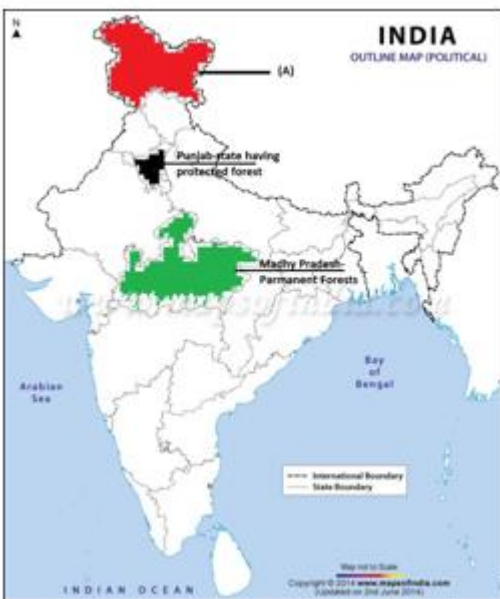 N
INDIA
OUTLINE MAP (POLITICAL)
(A)
Punjab-state having
protected forest
Madhy Pradesh-
Parmanent Forests
Arabian
Sea
Bay
of
Bengal
International Boundary
State Boundary
Map not to Scale
Copyright © 2014 www.mapsofindia.com
(Updated on 2nd June 2014)
INDIAN OCEAN